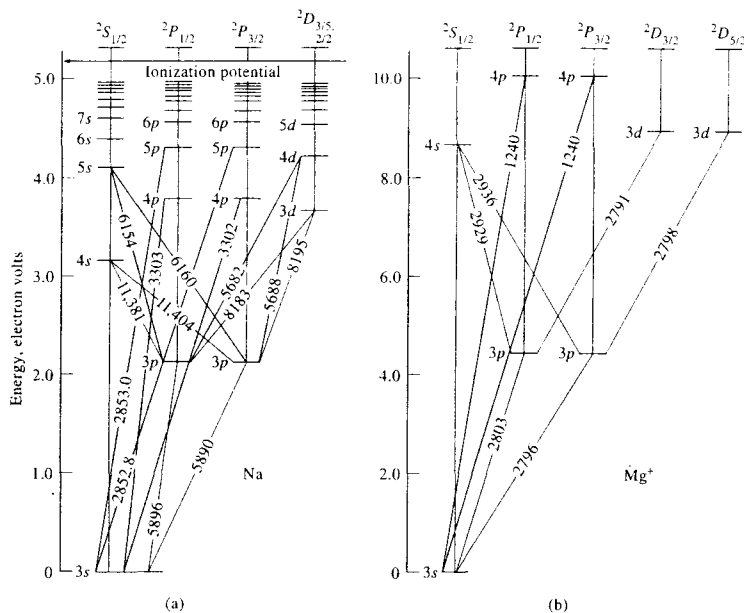 ²S₁/₂ ²P₁/₂ ²P₃/₂ ²D₃/₅,₂/₂
Ionization potential
Energy, electron volts
5.0
4.0
3.0
2.0
1.0
0
7s
6s
5s
4s
3s
6p
5p
4p
3p
6p
5p
4p
3p
5d
4d
3d
6154
11,381
3303
6160
11,404
3302
5682
8183
5688
8195
2853.0
2852.8
5896
5890
Na
(a)
²S₁/₂ ²P₁/₂ ²P₃/₂ ²D₃/₂ ²D₅/₂
10.0
8.0
6.0
4.0
2.0
0
4s
3s
4p
3p
4p
3p
3d
3d
1240
1240
2936
2929
2791
2798
2803
2796
Mg⁺
(b)